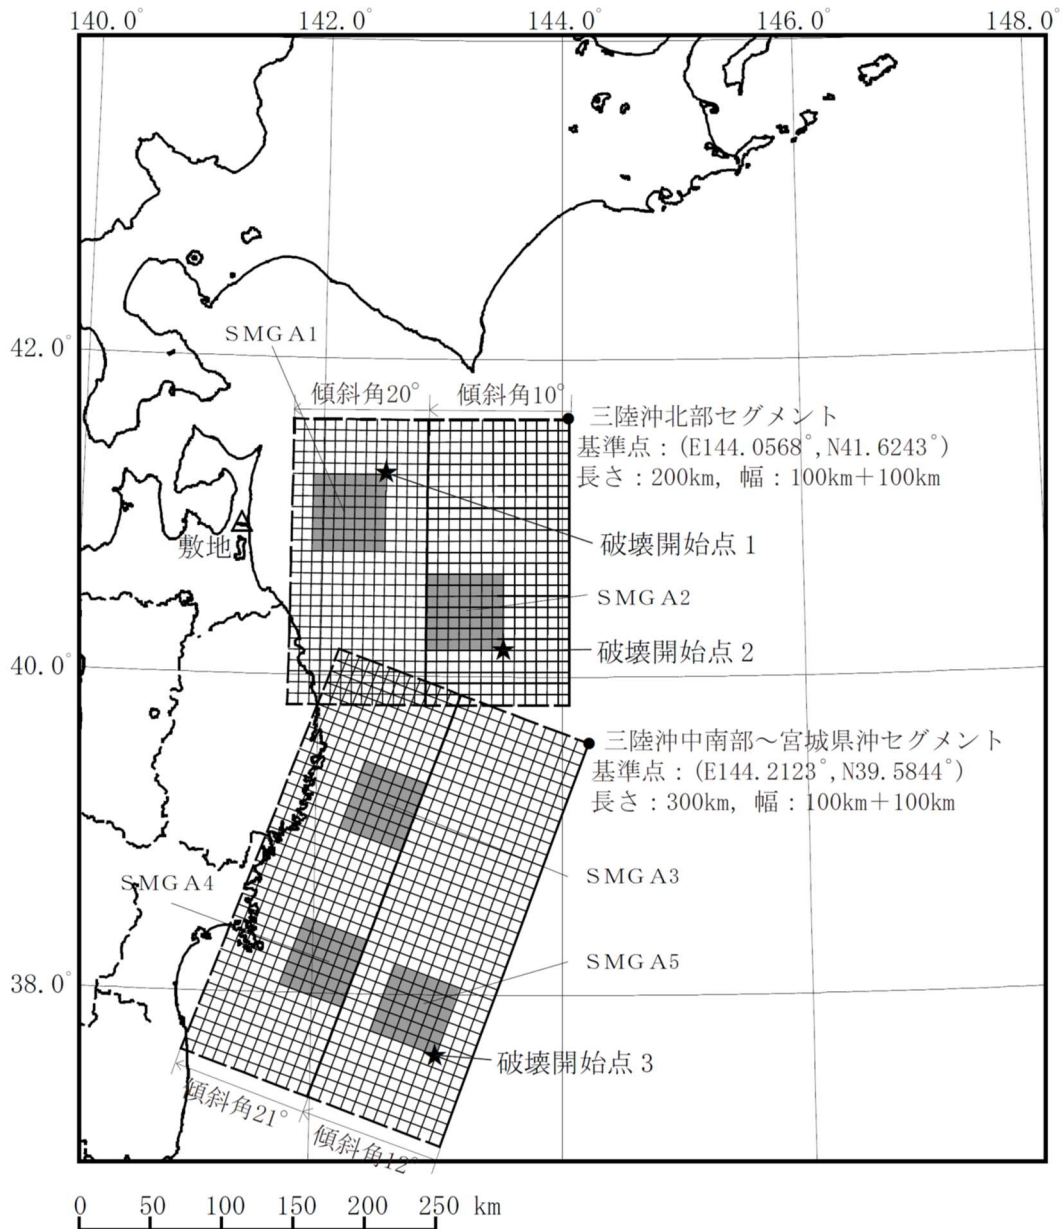 140.0° 142.0° 144.0° 146.0° 148.0°
SMGA1
42.0°
傾斜角20° 傾斜角10°
三陸沖北部セグメント
基準点：(E144.0568°,N41.6243°)
長さ：200km, 幅：100km＋100km
敷地
破壊開始点1
SMGA2
破壊開始点2
40.0°
三陸沖中南部～宮城県沖セグメント
基準点：(E144.2123°,N39.5844°)
長さ：300km, 幅：100km＋100km
SMGA3
SMGA4
SMGA5
38.0°
破壊開始点3
傾斜角21°
傾斜角12°
0 50 100 150 200 250 km